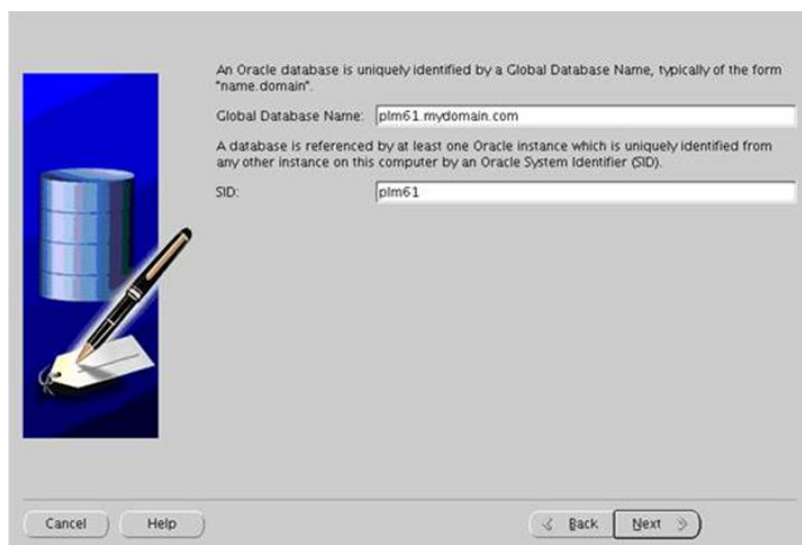 An Oracle database is uniquely identified by a Global Database Name, typically of the form
"name.domain".
Global Database Name: plm61.mydomain.com
A database is referenced by at least one Oracle instance which is uniquely identified from
any other instance on this computer by an Oracle System Identifier (SID).
SID: plm61
Cancel Help Back Next